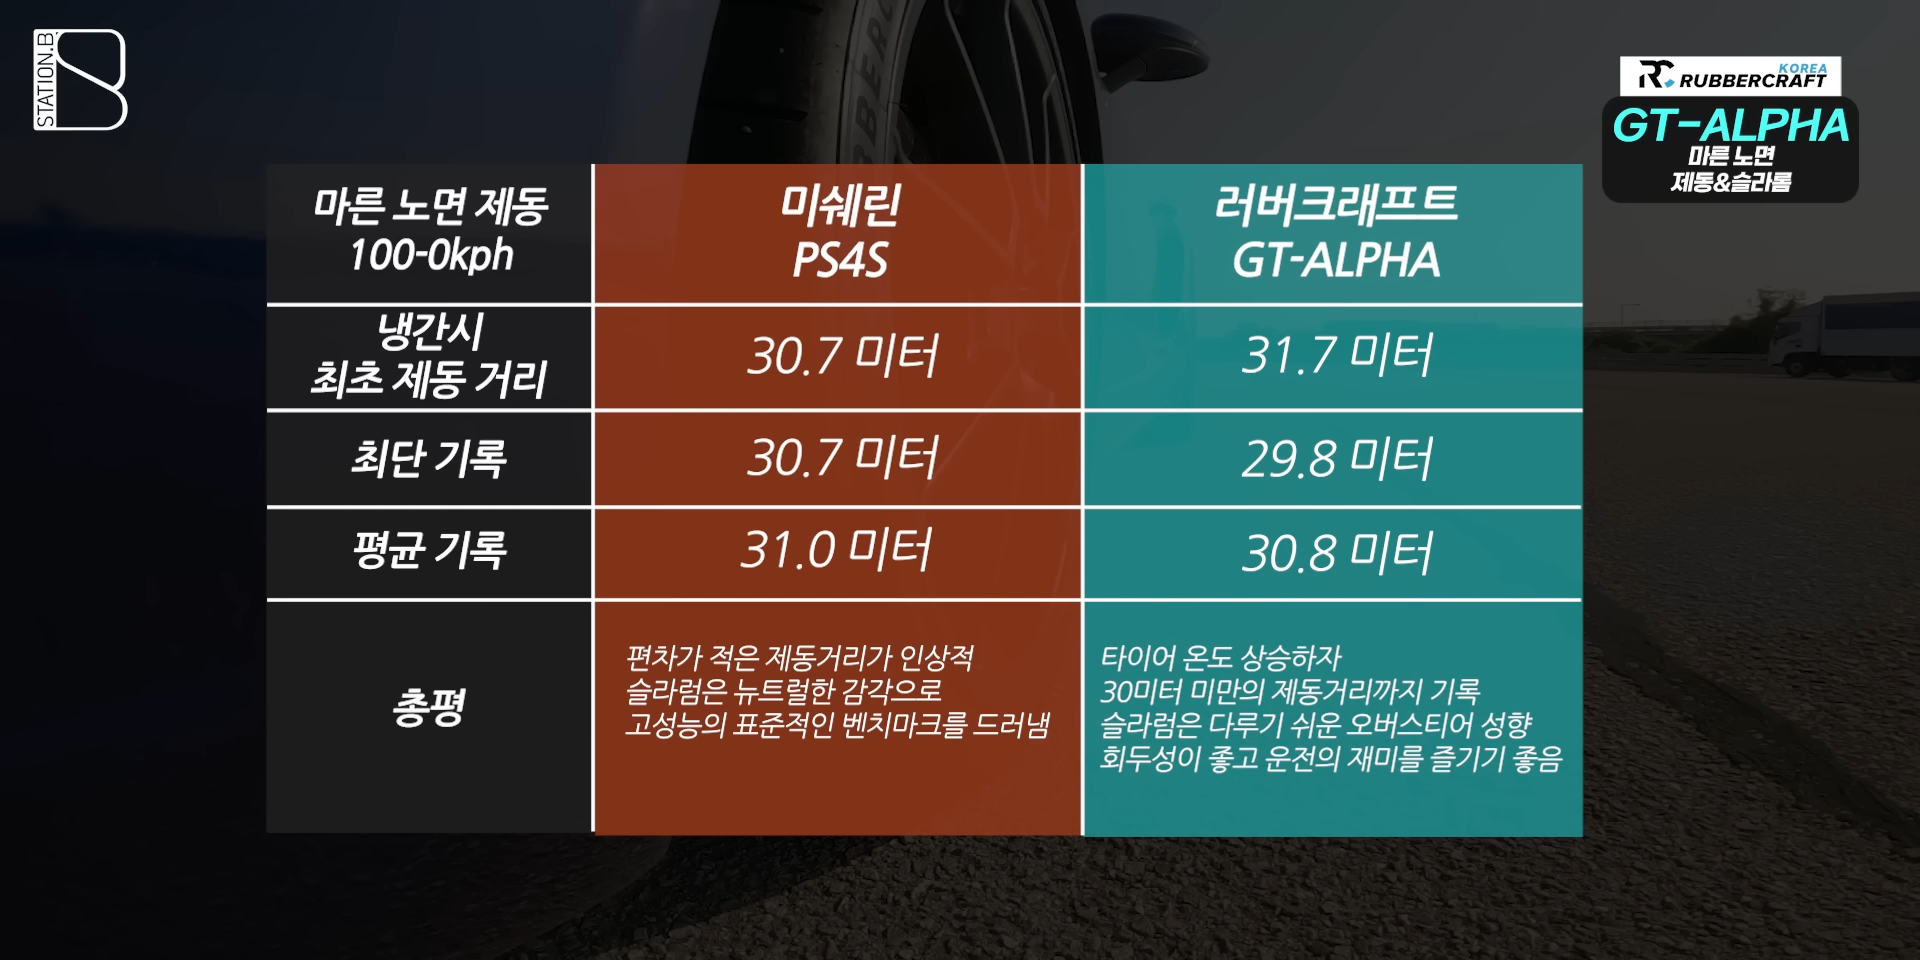 STATION.B
KOREA
RUBBERCRAFT
GT-ALPHA
마른 노면
제동&슬라롬
마른 노면 제동
100-0kph
미쉐린
PS4S
러버크래프트
GT-ALPHA
냉간시
최초 제동 거리
30.7 미터
31.7 미터
최단 기록
30.7 미터
29.8 미터
평균 기록
31.0 미터
30.8 미터
총평
편차가 적은 제동거리가 인상적
슬라럼은 뉴트럴한 감각으로
고성능의 표준적인 벤치마크를 드러냄
타이어 온도 상승하자
30미터 미만의 제동거리까지 기록
슬라럼은 다루기 쉬운 오버스티어 성향
회두성이 좋고 운전의 재미를 즐기기 좋음